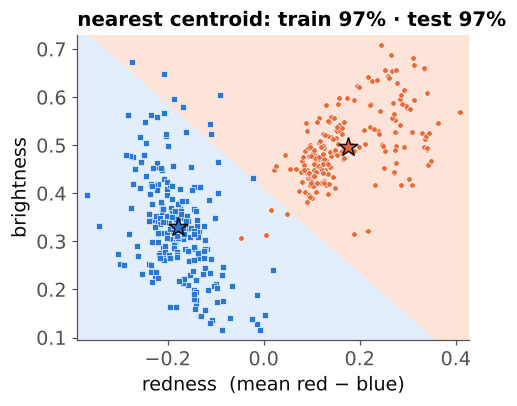 nearest centroid: train 97% · test 97%
0.7
0.6
0.5
0.4
0.3
0.2
0.1
brightness
−0.2 0.0 0.2 0.4
redness (mean red − blue)